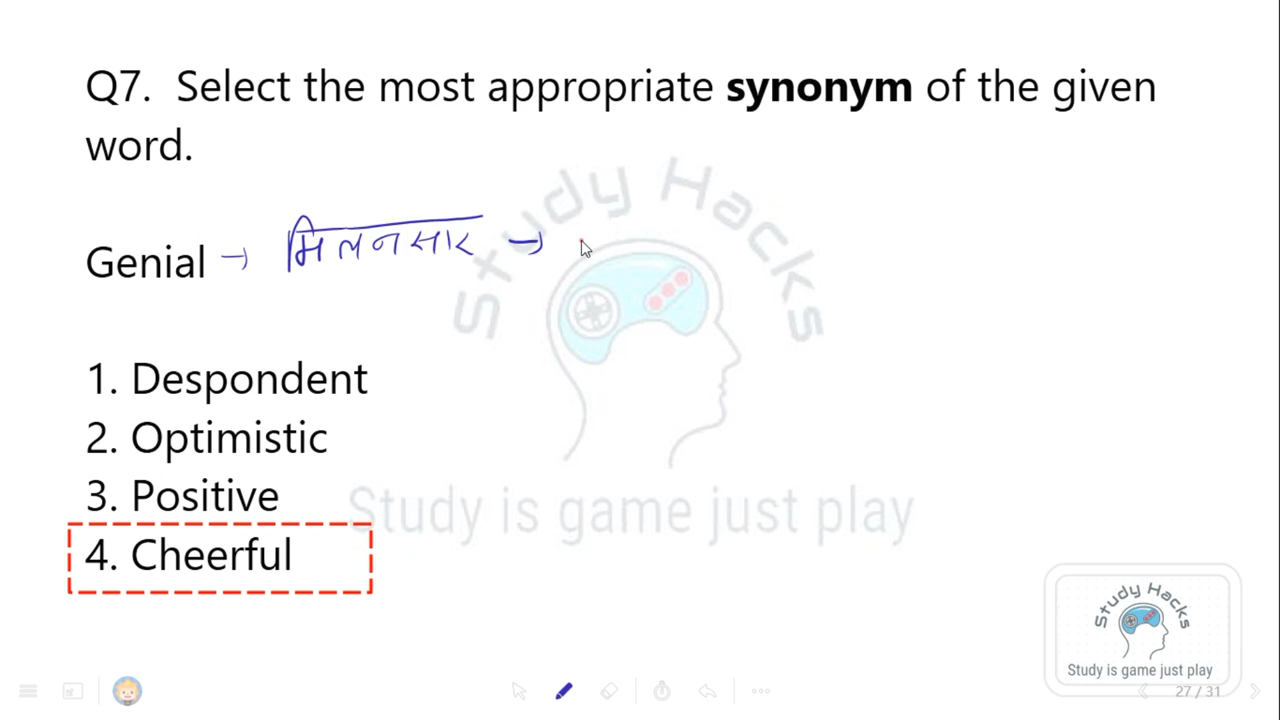 Q7. Select the most appropriate synonym of the given
word.
Genial → मिलनसार →
1. Despondent
2. Optimistic
3. Positive
4. Cheerful
Study Hacks
Study is game just play
Study Hacks
Study is game just play
27 / 31